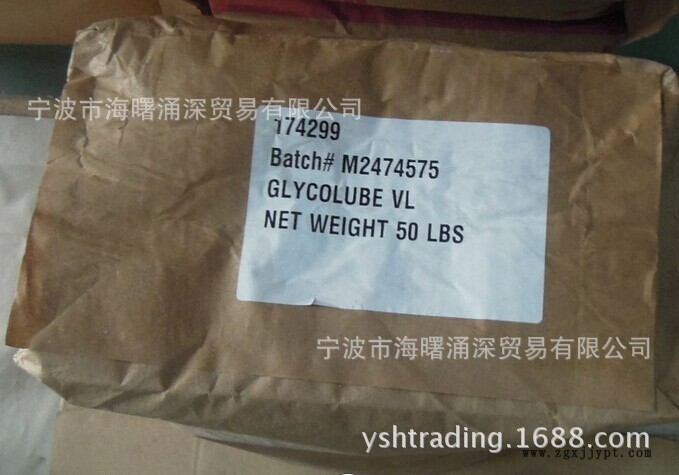 宁波市海曙涌深贸易有限公司
174299
Batch# M2474575
GLYCOLUBE VL
NET WEIGHT 50 LBS
宁波市海曙涌深贸易有限公司
yshtrading.1688.com
www.zgxjjypt.com